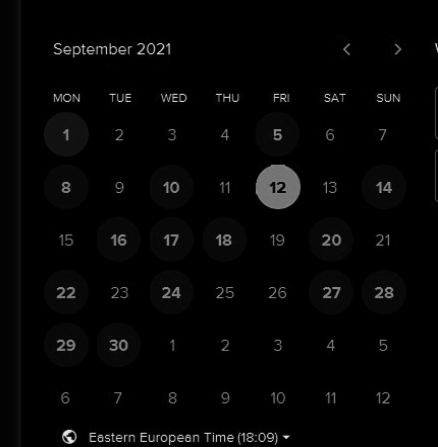 September 2021
MON TUE WED THU FRI SAT SUN
1 2 3 4 5 6 7
8 9 10 11 12 13 14
15 16 17 18 19 20 21
22 23 24 25 26 27 28
29 30 1 2 3 4 5
6 7 8 9 10 11 12
Eastern European Time (18:09)